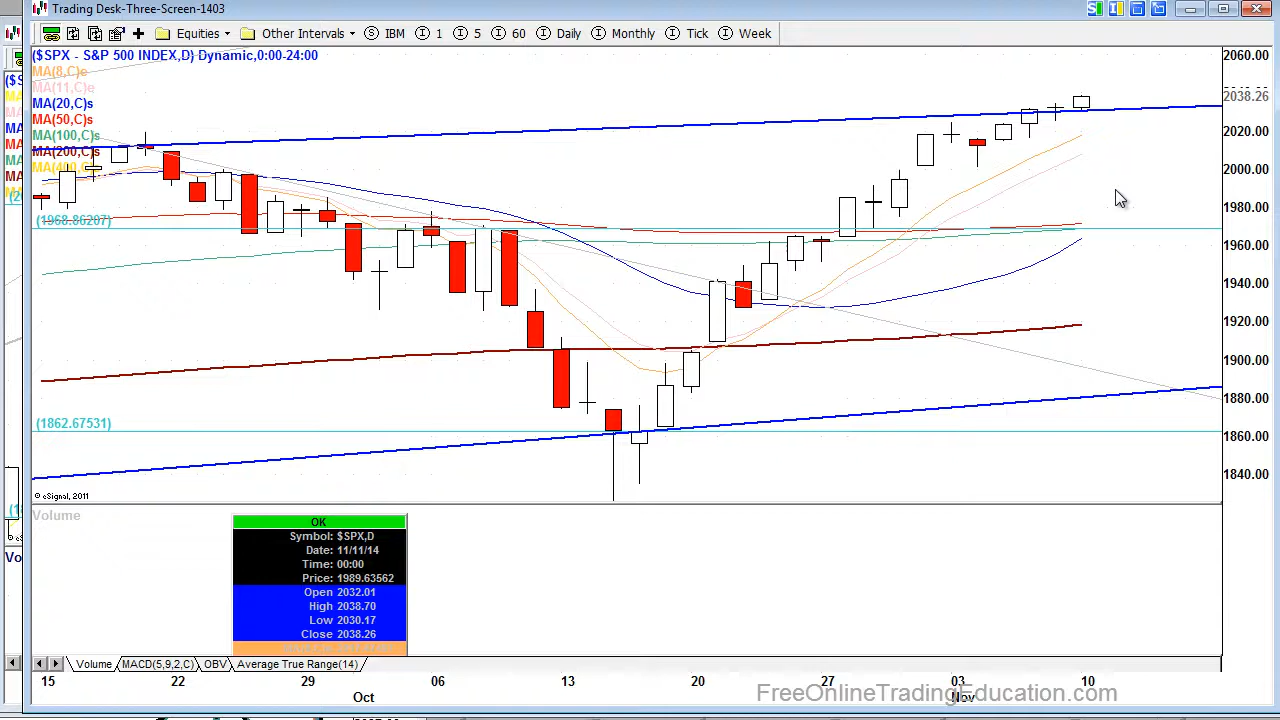 Trading Desk-Three-Screen-1403
Equities Other Intervals IBM 1 5 60 Daily Monthly Tick Week
($SPX - S&P 500 INDEX,D) Dynamic,0:00-24:00
MA(8,C)e
MA(11,C)e
MA(20,C)s
MA(50,C)s
MA(100,C)s
MA(200,C)s
MA(400,C)s
2060.00
2038.26
2020.00
2000.00
1980.00
1960.00
1940.00
1920.00
1900.00
1880.00
1860.00
1840.00
(1968.86207)
(1862.67531)
© eSignal, 2011
Volume
OK
Symbol: $SPX,D
Date: 11/11/14
Time: 00:00
Price: 1989.63562
Open 2032.01
High 2038.70
Low 2030.17
Close 2038.26
Volume MACD(5,9,2,C) OBV Average True Range(14)
15 22 29 06 13 20 27 03 10
Oct Nov
FreeOnlineTradingEducation.com